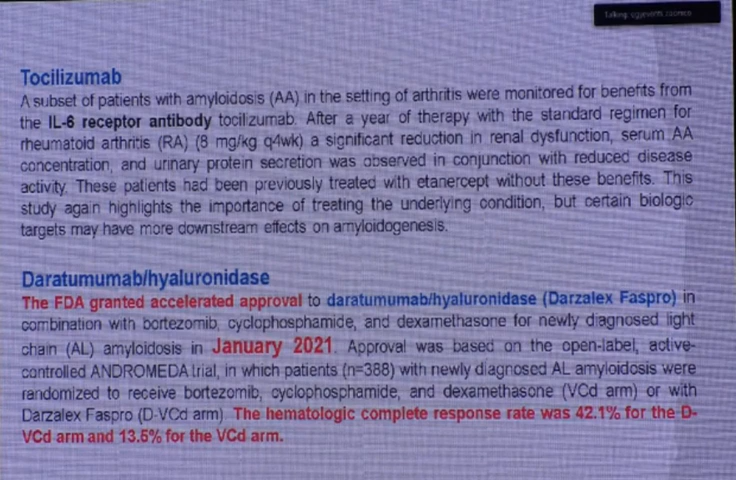 Talking:
Tocilizumab
A subset of patients with amyloidosis (AA) in the setting of arthritis were monitored for benefits from
the IL-6 receptor antibody tocilizumab. After a year of therapy with the standard regimen for
rheumatoid arthritis (RA) (8 mg/kg q4wk) a significant reduction in renal dysfunction, serum AA
concentration, and urinary protein secretion was observed in conjunction with reduced disease
activity. These patients had been previously treated with etanercept without these benefits. This
study again highlights the importance of treating the underlying condition, but certain biologic
targets may have more downstream effects on amyloidogenesis.
Daratumumab/hyaluronidase
The FDA granted accelerated approval to daratumumab/hyaluronidase (Darzalex Faspro) in
combination with bortezomib, cyclophosphamide, and dexamethasone for newly diagnosed light
chain (AL) amyloidosis in January 2021. Approval was based on the open-label, active-
controlled ANDROMEDA trial, in which patients (n=388) with newly diagnosed AL amyloidosis were
randomized to receive bortezomib, cyclophosphamide, and dexamethasone (VCd arm) or with
Darzalex Faspro (D-VCd arm). The hematologic complete response rate was 42.1% for the D-
VCd arm and 13.5% for the VCd arm.